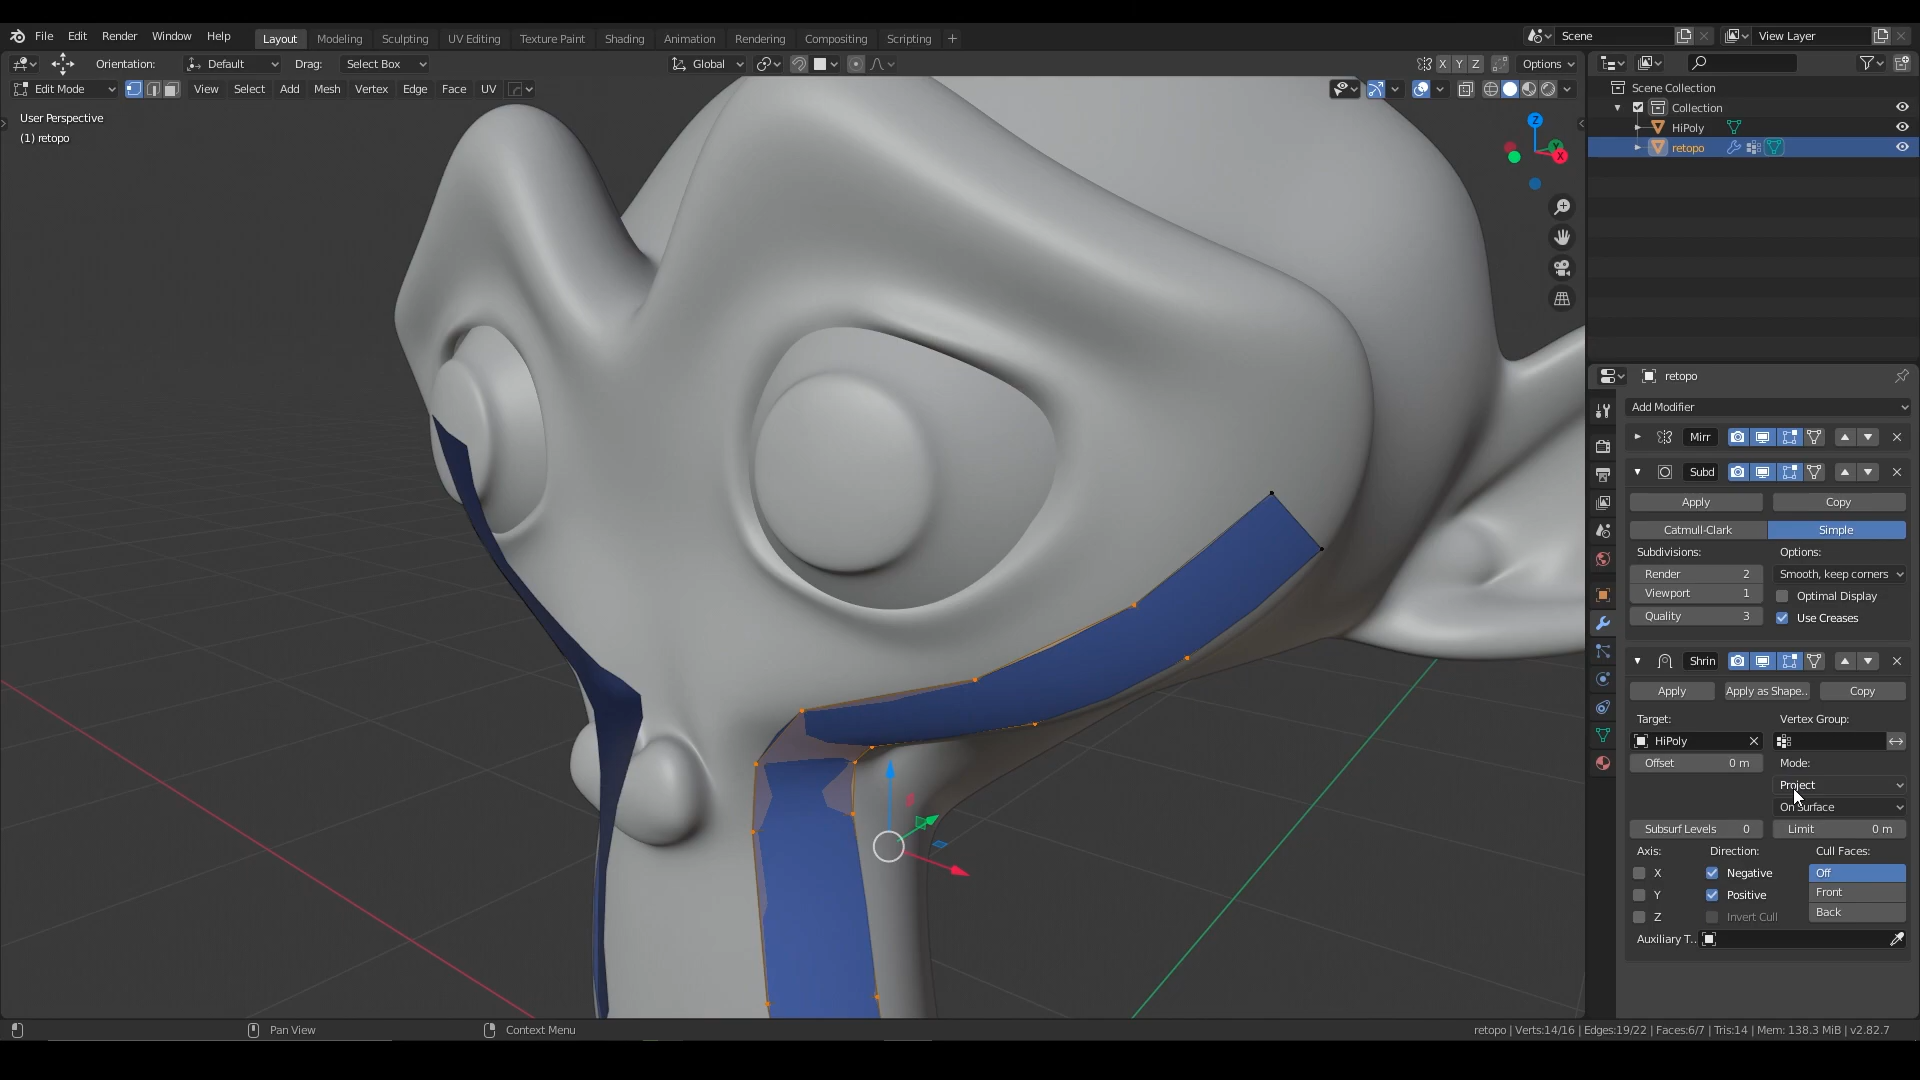 File Edit Render Window Help Layout Modeling Sculpting UV Editing Texture Paint Shading Animation Rendering Compositing Scripting + Scene View Layer
Orientation: Default Drag: Select Box Global X Y Z Options
Edit Mode View Select Add Mesh Vertex Edge Face UV
User Perspective
(1) retopo
Z
Y
X
Scene Collection
Collection
HiPoly
retopo
retopo
Add Modifier
Mirr
Subd
Apply Copy
Catmull-Clark Simple
Subdivisions: Options:
Render 2 Smooth, keep corners
Viewport 1 Optimal Display
Quality 3 Use Creases
Shrin
Apply Apply as Shape.. Copy
Target: Vertex Group:
HiPoly
Offset 0 m Mode:
Project
On Surface
Subsurf Levels 0 Limit 0 m
Axis: Direction: Cull Faces:
X Negative Off
Y Positive Front
Z Invert Cull Back
Auxiliary T..
Pan View Context Menu retopo | Verts:14/16 | Edges:19/22 | Faces:6/7 | Tris:14 | Mem: 138.3 MiB | v2.82.7